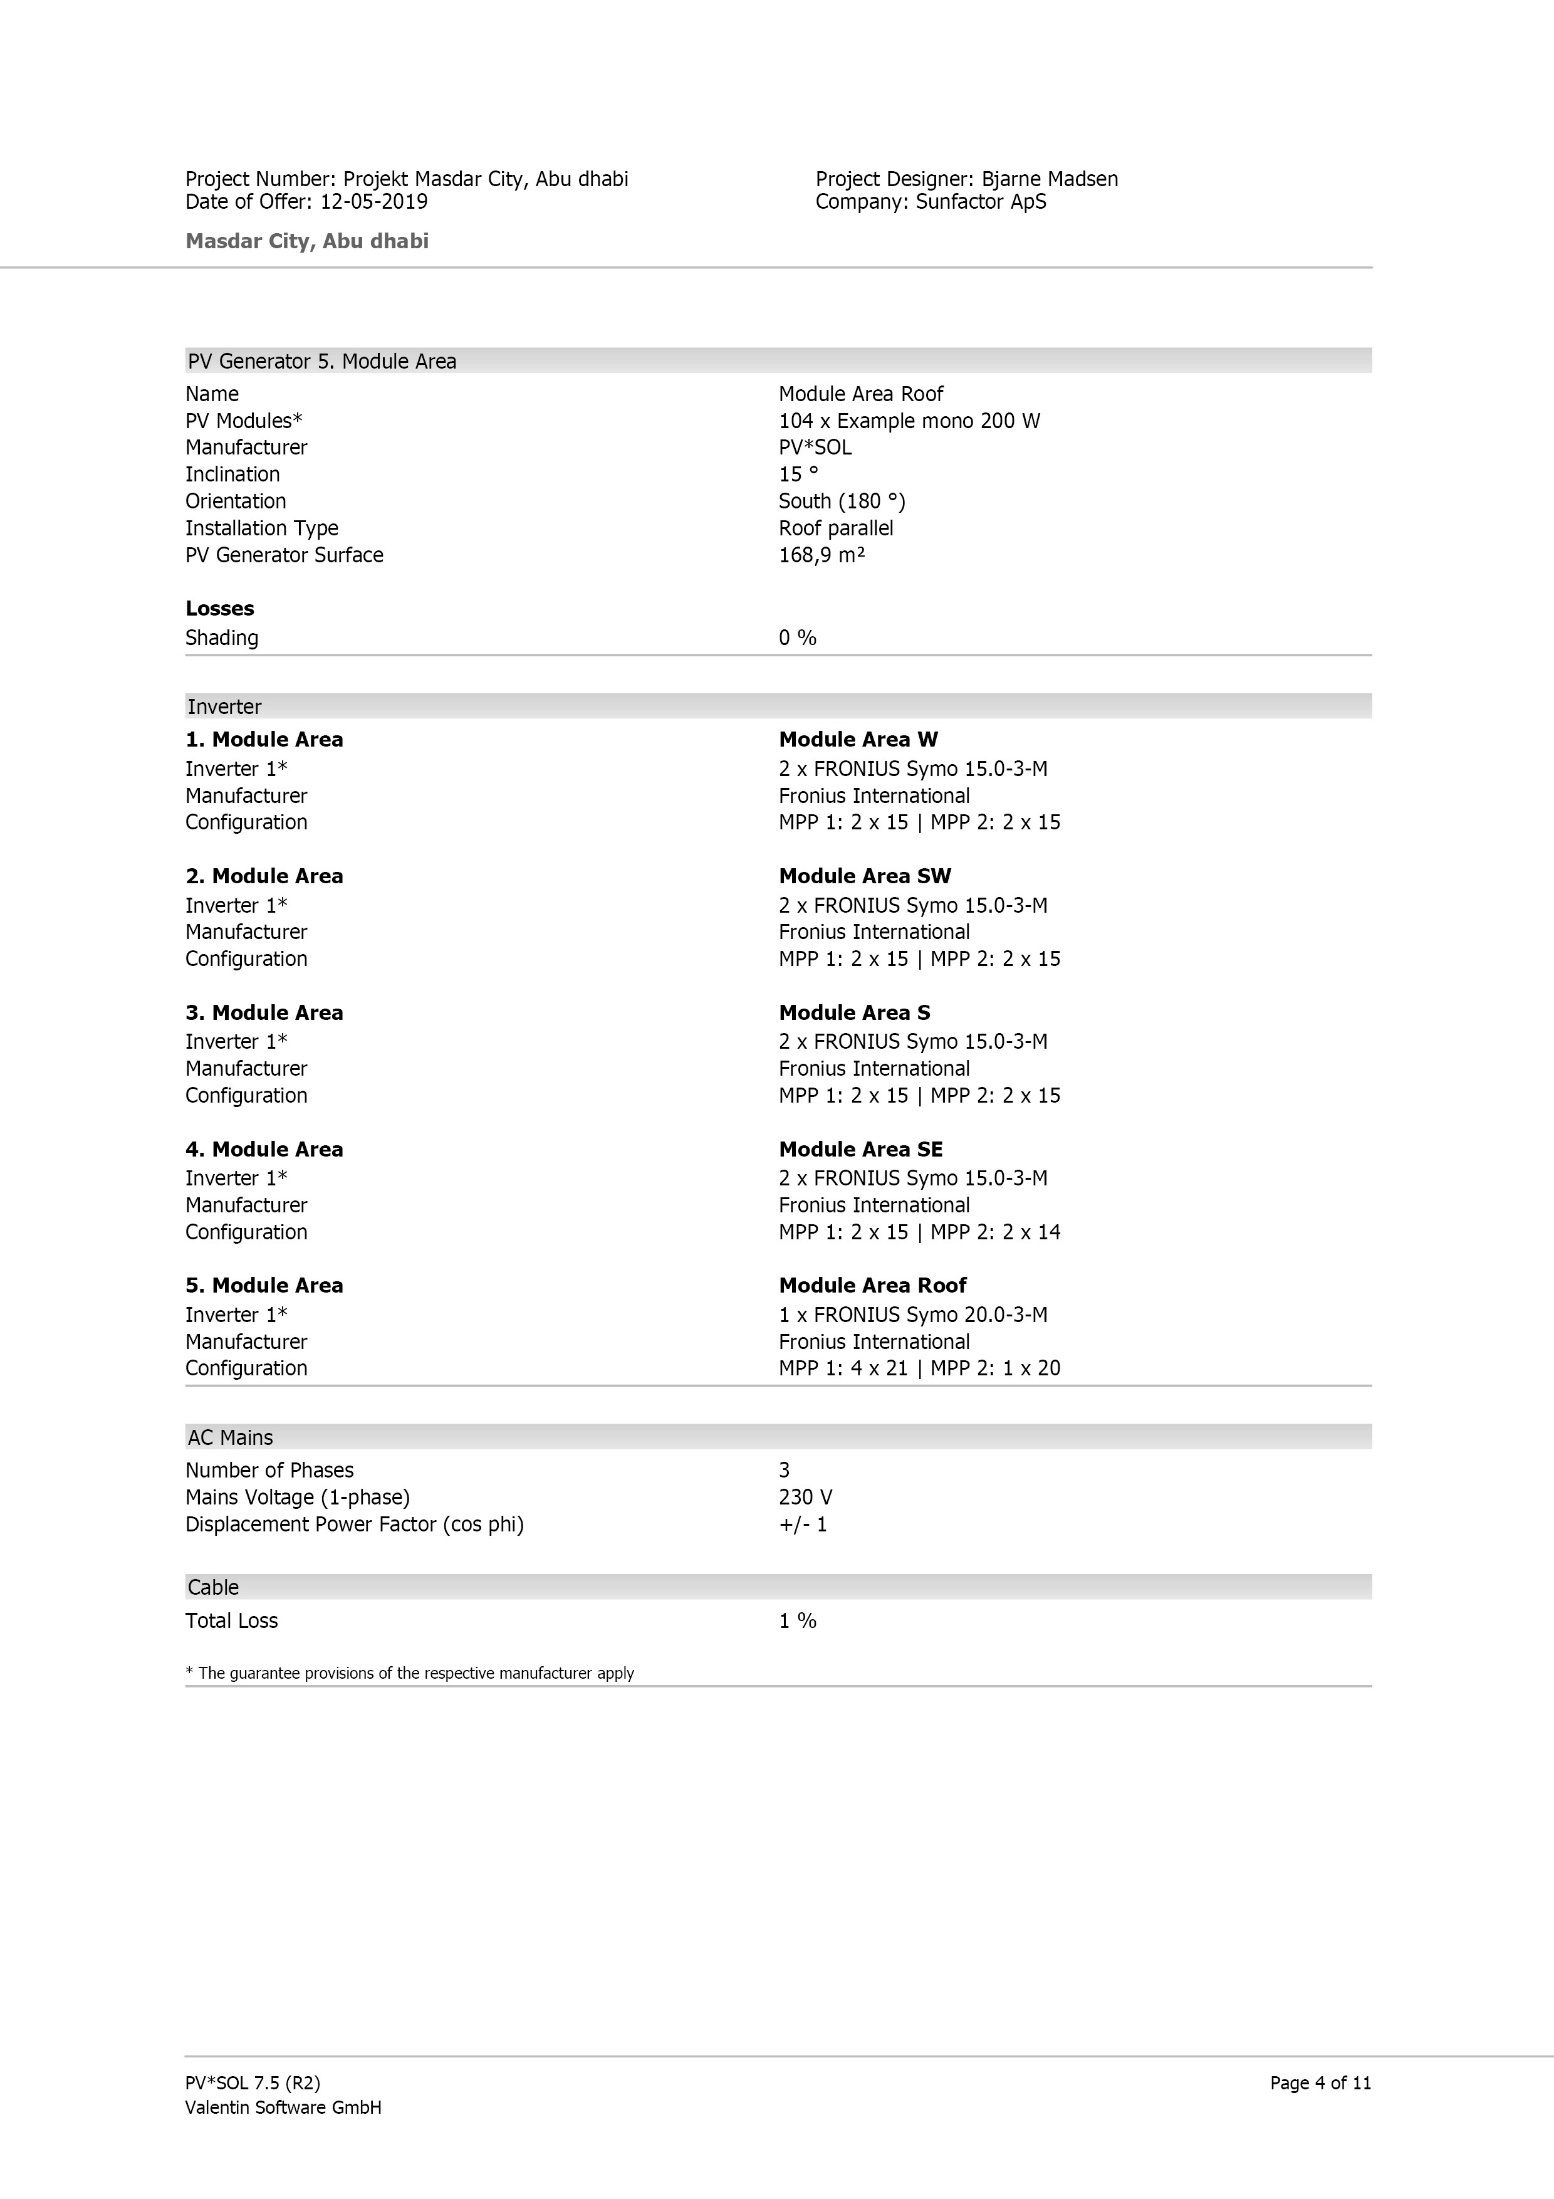 Project Number: Projekt Masdar City, Abu dhabi
Date of Offer: 12-05-2019
Project Designer: Bjarne Madsen
Company: Sunfactor ApS
Masdar City, Abu dhabi
PV Generator 5. Module Area
Name Module Area Roof
PV Modules* 104 x Example mono 200 W
Manufacturer PV*SOL
Inclination 15 °
Orientation South (180 °)
Installation Type Roof parallel
PV Generator Surface 168,9 m²
Losses
Shading 0 %
Inverter
1. Module Area Module Area W
Inverter 1* 2 x FRONIUS Symo 15.0-3-M
Manufacturer Fronius International
Configuration MPP 1: 2 x 15 | MPP 2: 2 x 15
2. Module Area Module Area SW
Inverter 1* 2 x FRONIUS Symo 15.0-3-M
Manufacturer Fronius International
Configuration MPP 1: 2 x 15 | MPP 2: 2 x 15
3. Module Area Module Area S
Inverter 1* 2 x FRONIUS Symo 15.0-3-M
Manufacturer Fronius International
Configuration MPP 1: 2 x 15 | MPP 2: 2 x 15
4. Module Area Module Area SE
Inverter 1* 2 x FRONIUS Symo 15.0-3-M
Manufacturer Fronius International
Configuration MPP 1: 2 x 15 | MPP 2: 2 x 14
5. Module Area Module Area Roof
Inverter 1* 1 x FRONIUS Symo 20.0-3-M
Manufacturer Fronius International
Configuration MPP 1: 4 x 21 | MPP 2: 1 x 20
AC Mains
Number of Phases 3
Mains Voltage (1-phase) 230 V
Displacement Power Factor (cos phi) +/- 1
Cable
Total Loss 1 %
* The guarantee provisions of the respective manufacturer apply
PV*SOL 7.5 (R2) Page 4 of 11
Valentin Software GmbH